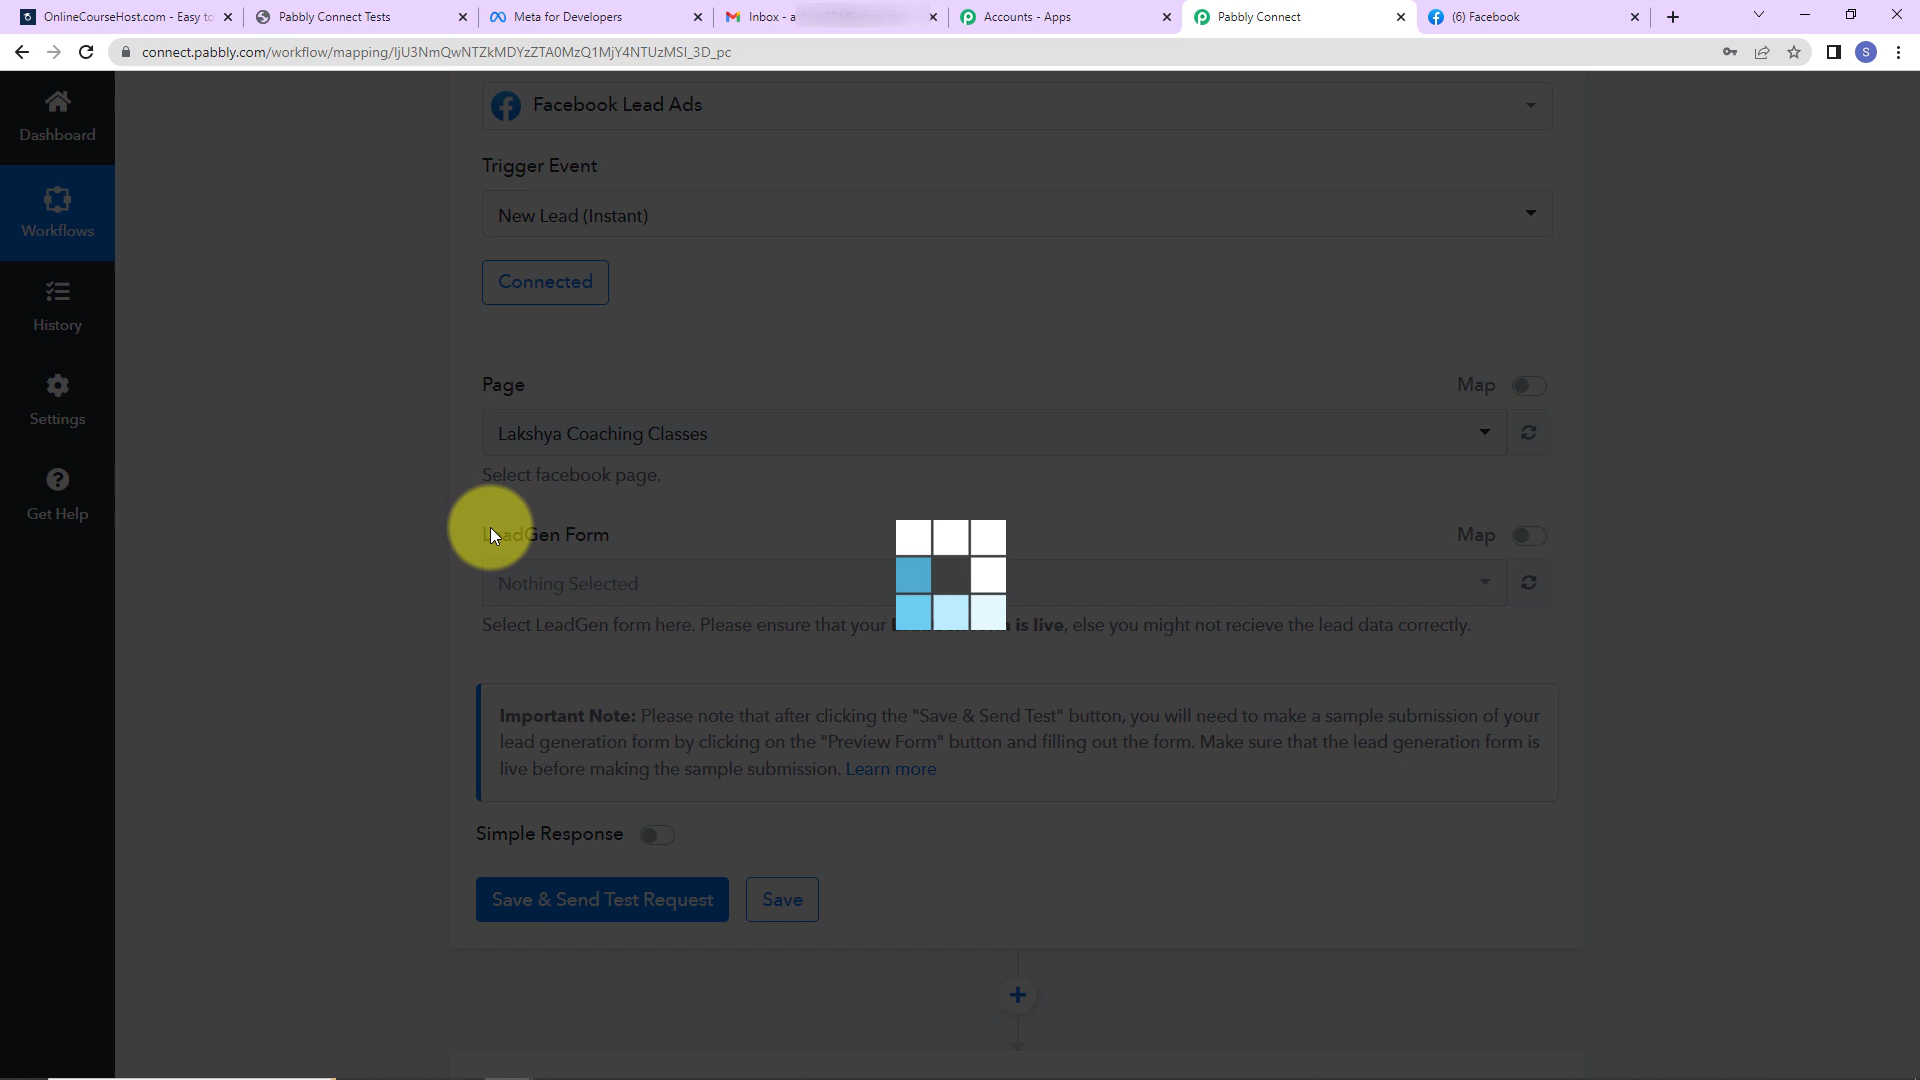 OnlineCourseHost.com - Easy to
Pabbly Connect Tests
Meta for Developers
Inbox - a
Accounts - Apps
Pabbly Connect
(6) Facebook
connect.pabbly.com/workflow/mapping/IjU3NmQwNTZkMDYzZTA0MzQ1MjY4NTUzMSI_3D_pc
S
Dashboard
Workflows
History
Settings
Get Help
Facebook Lead Ads
Trigger Event
New Lead (Instant)
Connected
Page
Map
Lakshya Coaching Classes
Select facebook page.
LeadGen Form
Map
Nothing Selected
Select LeadGen form here. Please ensure that your is live, else you might not recieve the lead data correctly.
Important Note: Please note that after clicking the "Save & Send Test" button, you will need to make a sample submission of your
lead generation form by clicking on the "Preview Form" button and filling out the form. Make sure that the lead generation form is
live before making the sample submission. Learn more
Simple Response
Save & Send Test Request
Save